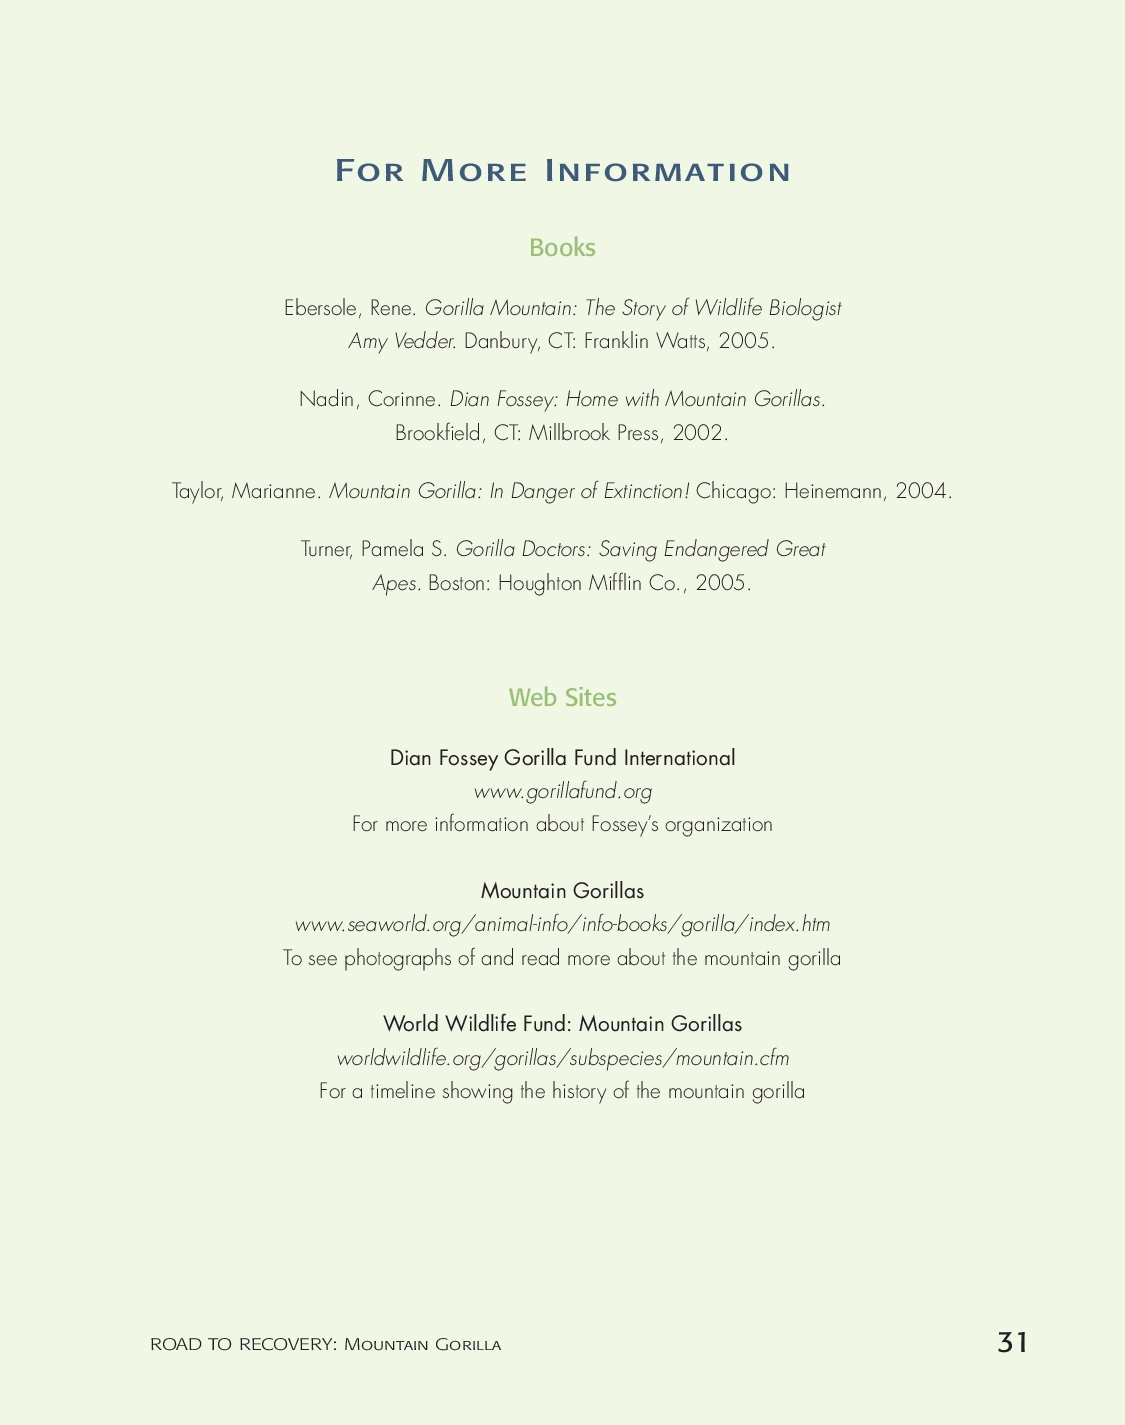 For More Information
Books
Ebersole, Rene. Gorilla Mountain: The Story of Wildlife Biologist
Amy Vedder. Danbury, CT: Franklin Watts, 2005.
Nadin, Corinne. Dian Fossey: Home with Mountain Gorillas.
Brookfield, CT: Millbrook Press, 2002.
Taylor, Marianne. Mountain Gorilla: In Danger of Extinction! Chicago: Heinemann, 2004.
Turner, Pamela S. Gorilla Doctors: Saving Endangered Great
Apes. Boston: Houghton Mifflin Co., 2005.
Web Sites
Dian Fossey Gorilla Fund International
www.gorillafund.org
For more information about Fossey’s organization
Mountain Gorillas
www.seaworld.org/animal-info/info-books/gorilla/index.htm
To see photographs of and read more about the mountain gorilla
World Wildlife Fund: Mountain Gorillas
worldwildlife.org/gorillas/subspecies/mountain.cfm
For a timeline showing the history of the mountain gorilla
ROAD TO RECOVERY: Mountain Gorilla
31